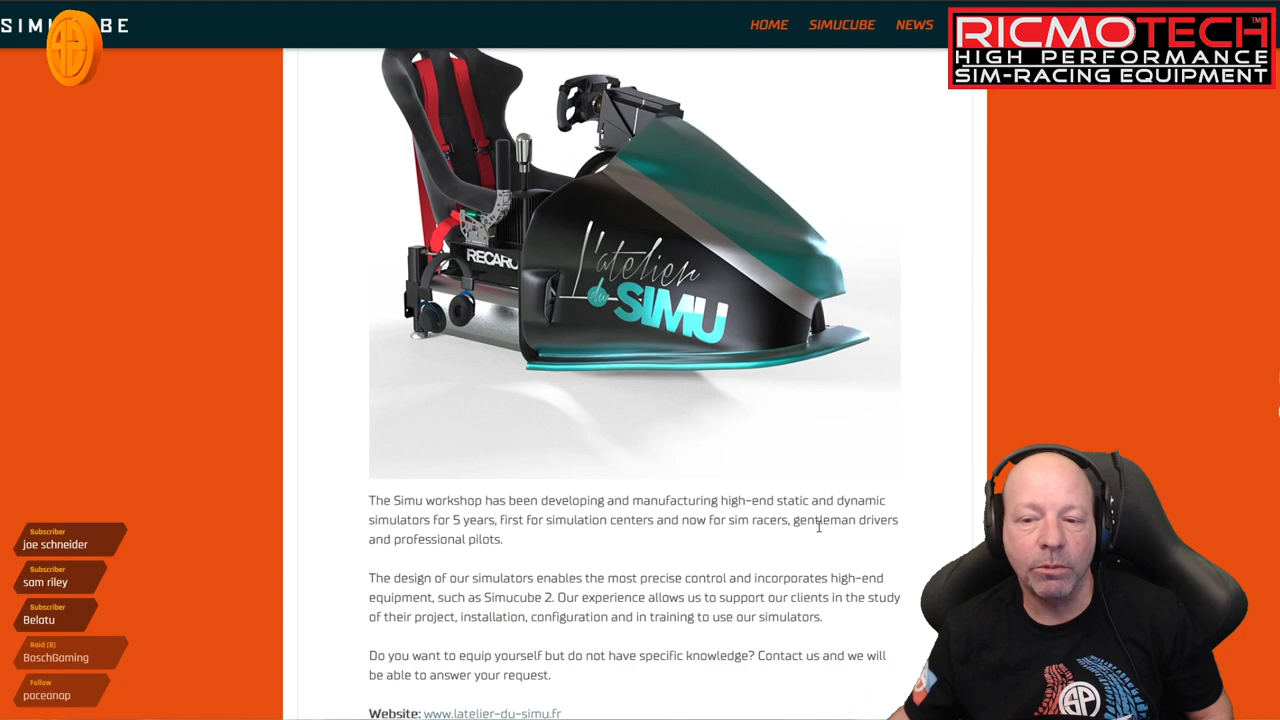 SIMUCUBE
HOME SIMUCUBE NEWS
RICMOTECH™
HIGH PERFORMANCE
SIM-RACING EQUIPMENT
RECARO
L'atelier
du SIMU
The Simu workshop has been developing and manufacturing high-end static and dynamic
simulators for 5 years, first for simulation centers and now for sim racers, gentleman drivers
and professional pilots.
The design of our simulators enables the most precise control and incorporates high-end
equipment, such as Simucube 2. Our experience allows us to support our clients in the study
of their project, installation, configuration and in training to use our simulators.
Do you want to equip yourself but do not have specific knowledge? Contact us and we will
be able to answer your request.
Website: www.latelier-du-simu.fr
Subscriber
joe schneider
Subscriber
sam riley
Subscriber
Belatu
Raid (8)
BoschGaming
Follow
paceanap
SP